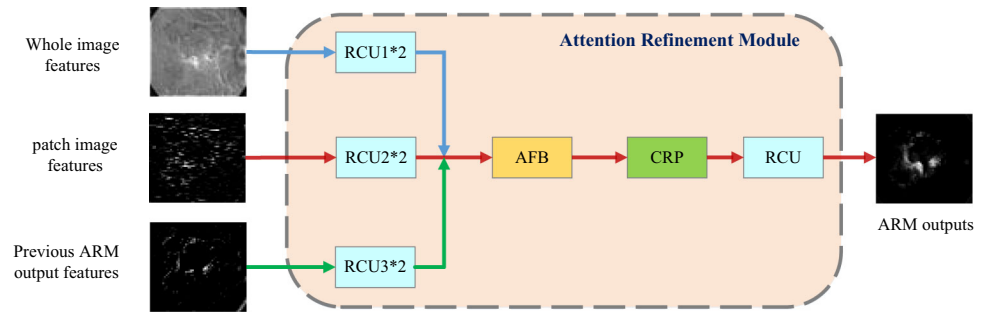 Whole image
features
RCU1*2
Attention Refinement Module
patch image
features
RCU2*2
AFB
CRP
RCU
ARM outputs
Previous ARM
output features
RCU3*2